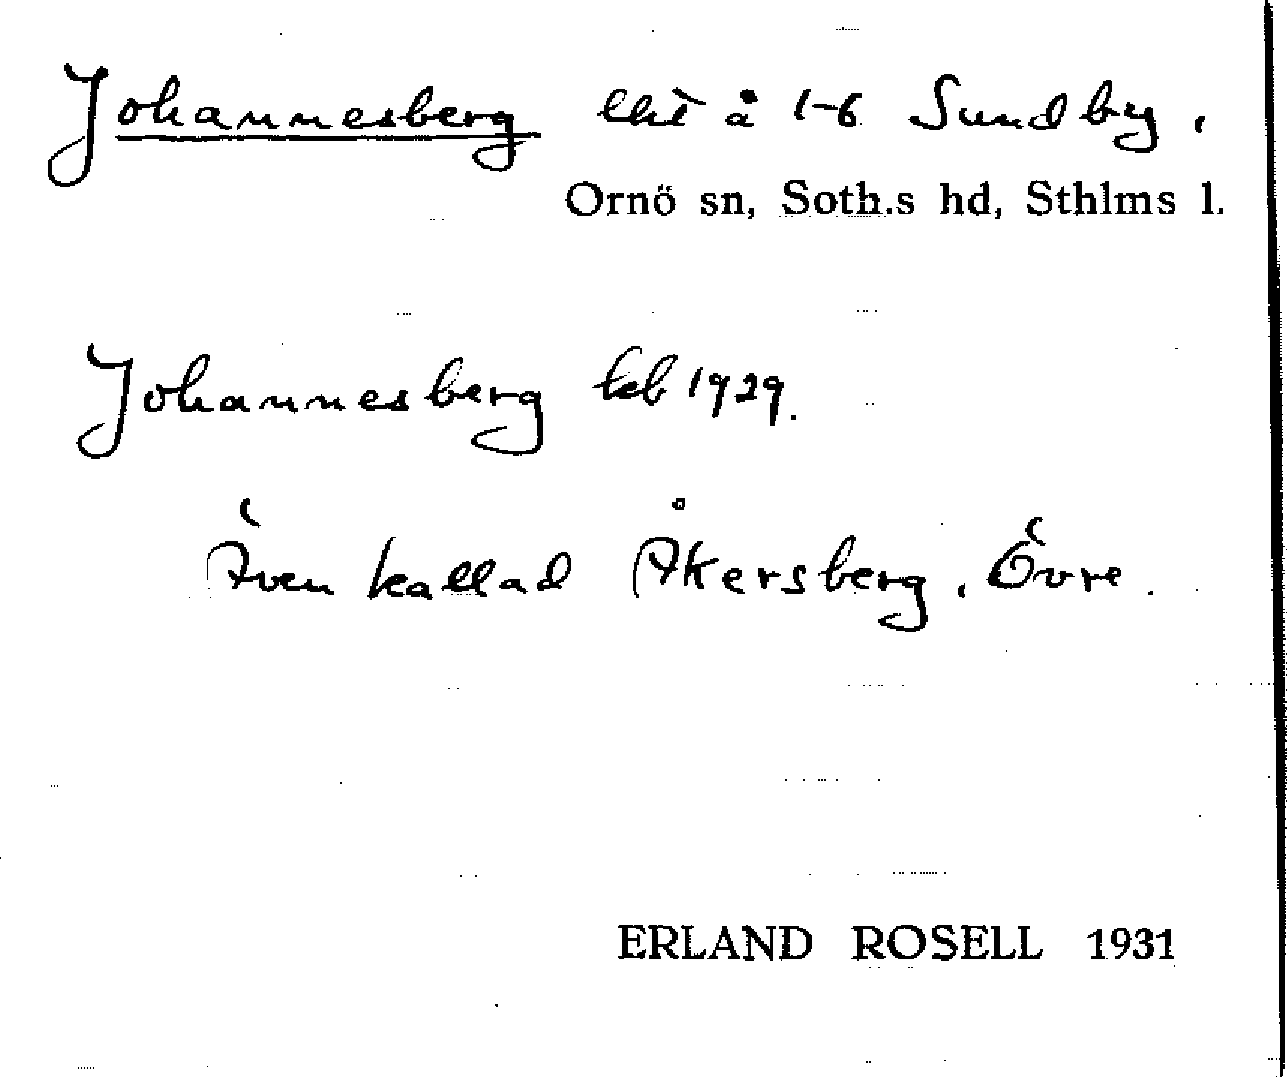 Johannesberg lht å 1-6 Sundby,
Ornö sn, Soth.s hd, Sthlms l.
Johannesberg kb 1929.
Även kallad Åkersberg, Övre.
ERLAND ROSELL 1931